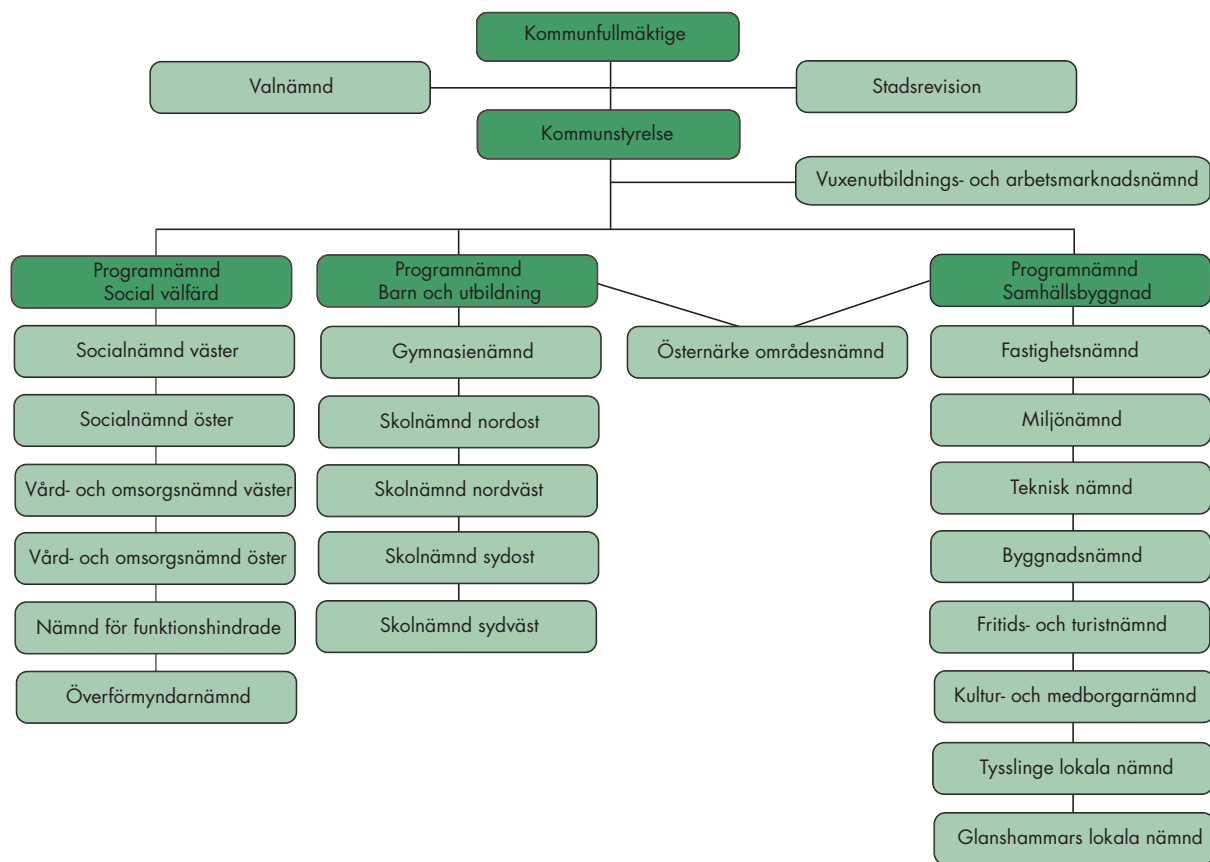 Kommunfullmäktige
Valnämnd
Stadsrevision
Kommunstyrelse
Vuxenutbildnings- och arbetsmarknadsnämnd
Programnämnd
Social välfärd
Programnämnd
Barn och utbildning
Programnämnd
Samhällsbyggnad
Socialnämnd väster
Socialnämnd öster
Vård- och omsorgsnämnd väster
Vård- och omsorgsnämnd öster
Nämnd för funktionshindrade
Överförmyndarnämnd
Gymnasienämnd
Skolnämnd nordost
Skolnämnd nordväst
Skolnämnd sydost
Skolnämnd sydväst
Östernärke områdesnämnd
Fastighetsnämnd
Miljönämnd
Teknisk nämnd
Byggnadsnämnd
Fritids- och turistnämnd
Kultur- och medborgarnämnd
Tysslinge lokala nämnd
Glanshammars lokala nämnd